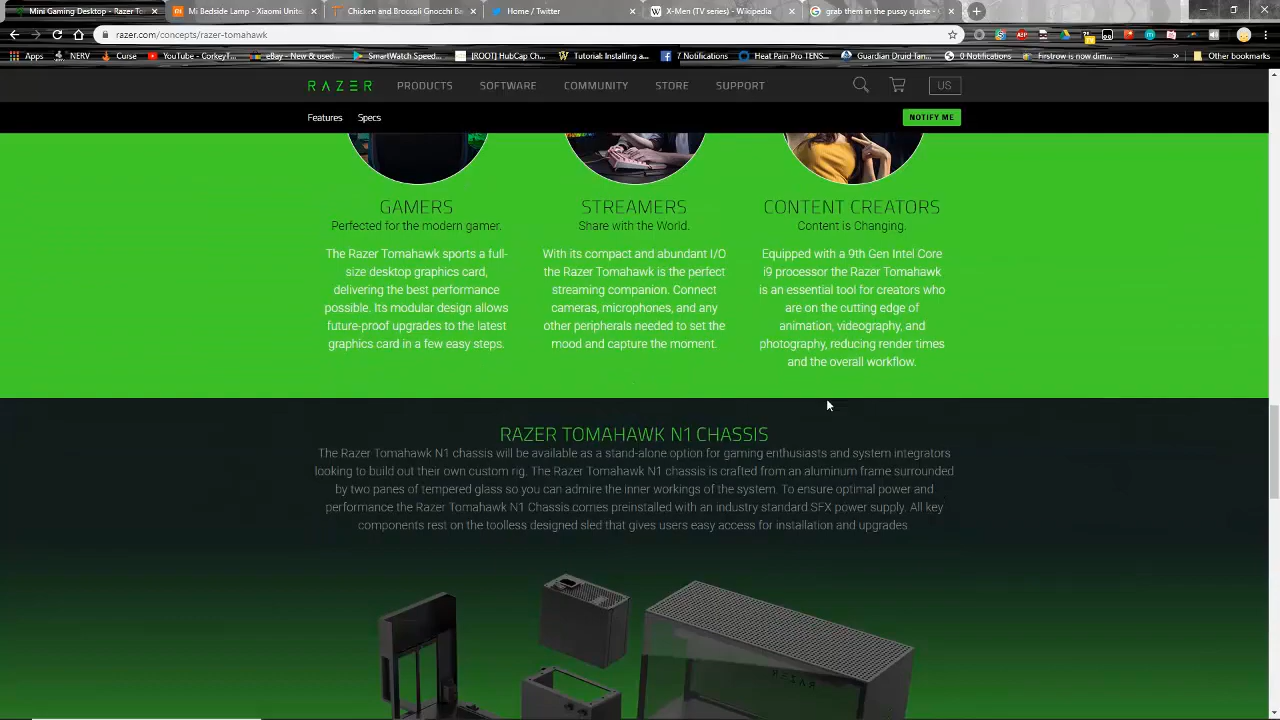 Mini Gaming Desktop - Razer To
Mi Bedside Lamp - Xiaomi Unite
Chicken and Broccoli Gnocchi B
Home / Twitter
X-Men (TV series) - Wikipedia
grab them in the pussy quote -
razer.com/concepts/razer-tomahawk
Apps
NERV
Curse
YouTube - CorkeyT
eBay - New & used
SmartWatch Speed
[ROOT] HubCap Ch
Tutorial: Installing a
7 Notifications
Heat Pain Pro TENS
Guardian Druid Tan
0 Notifications
Firstrow is now dim
Other bookmarks
RAZER
PRODUCTS
SOFTWARE
COMMUNITY
STORE
SUPPORT
US
Features
Specs
NOTIFY ME
GAMERS
Perfected for the modern gamer.
The Razer Tomahawk sports a full-
size desktop graphics card,
delivering the best performance
possible. Its modular design allows
future-proof upgrades to the latest
graphics card in a few easy steps.
STREAMERS
Share with the World.
With its compact and abundant I/O
the Razer Tomahawk is the perfect
streaming companion. Connect
cameras, microphones, and any
other peripherals needed to set the
mood and capture the moment.
CONTENT CREATORS
Content is Changing.
Equipped with a 9th Gen Intel Core
i9 processor the Razer Tomahawk
is an essential tool for creators who
are on the cutting edge of
animation, videography, and
photography, reducing render times
and the overall workflow.
RAZER TOMAHAWK N1 CHASSIS
The Razer Tomahawk N1 chassis will be available as a stand-alone option for gaming enthusiasts and system integrators
looking to build out their own custom rig. The Razer Tomahawk N1 chassis is crafted from an aluminum frame surrounded
by two panes of tempered glass so you can admire the inner workings of the system. To ensure optimal power and
performance the Razer Tomahawk N1 Chassis comes preinstalled with an industry standard SFX power supply. All key
components rest on the toolless designed sled that gives users easy access for installation and upgrades.